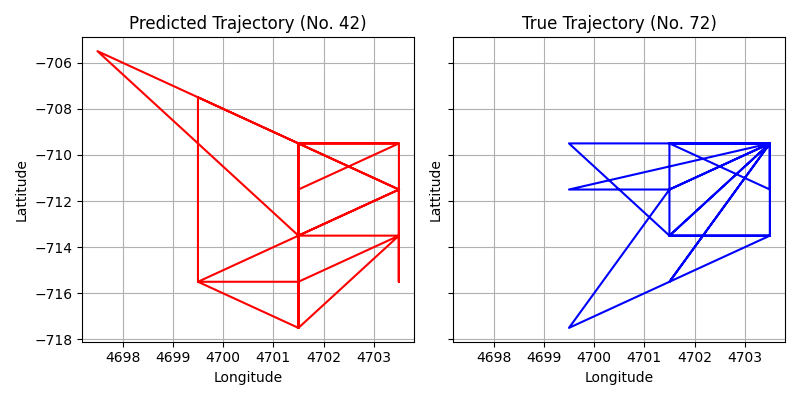 Predicted Trajectory (No. 42)
True Trajectory (No. 72)
−706
−708
−710
−712
−714
−716
−718
Lattitude
Lattitude
4698 4699 4700 4701 4702 4703
4698 4699 4700 4701 4702 4703
Longitude
Longitude